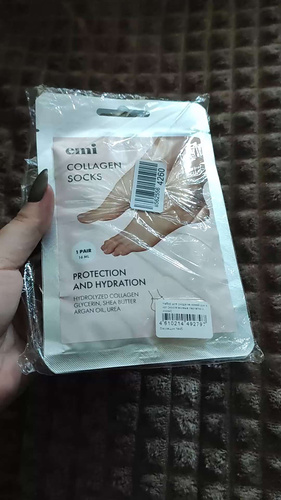 emi
COLLAGEN
SOCKS
4260
1 PAIR
PROTECTION
AND HYDRATION
HYDROLYZED COLLAGEN
GLYCERIN, SHEA BUTTER
ARGAN OIL, UREA